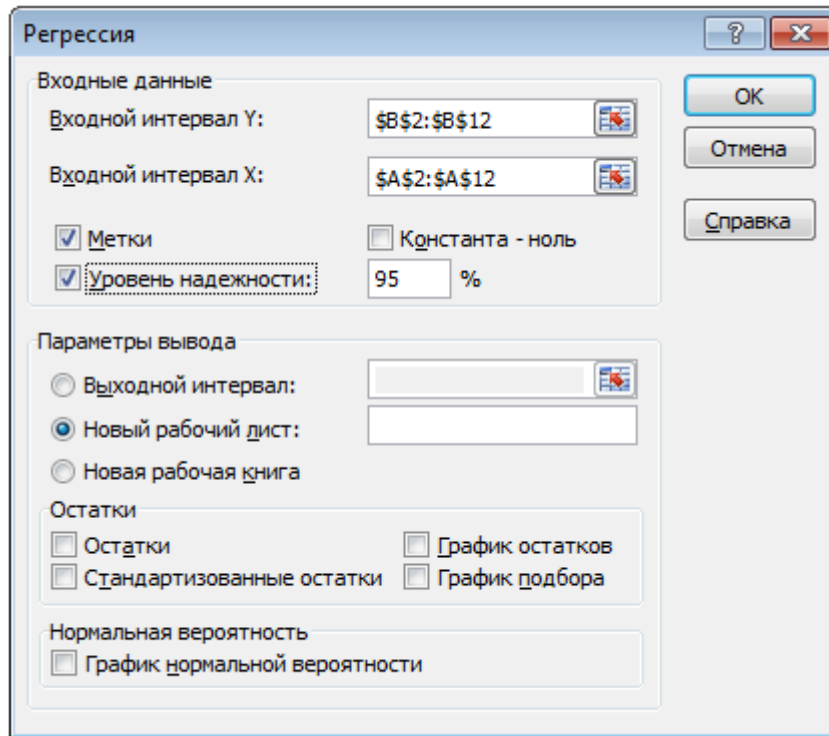 Регрессия
Входные данные
Входной интервал Y: $B$2:$B$12
Входной интервал X: $A$2:$A$12
Метки Константа - ноль
Уровень надежности: 95 %
OK
Отмена
Справка
Параметры вывода
Выходной интервал:
Новый рабочий лист:
Новая рабочая книга
Остатки
Остатки График остатков
Стандартизованные остатки График подбора
Нормальная вероятность
График нормальной вероятности